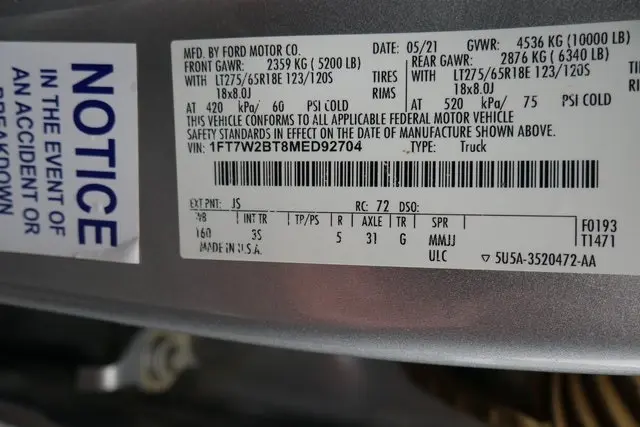 NOTICE
IN THE EVENT OF
AN ACCIDENT OR
BREAKDOWN
MFD. BY FORD MOTOR CO.
DATE: 05/21 GVWR: 4536 KG (10000 LB)
FRONT GAWR: 2359 KG ( 5200 LB) REAR GAWR: 2876 KG ( 6340 LB)
WITH LT275/65R18E 123/120S TIRES WITH LT275/65R18E 123/120S
18x8.0J RIMS 18x8.0J
AT 420 kPa/ 60 PSI COLD AT 520 kPa/ 75 PSI COLD
THIS VEHICLE CONFORMS TO ALL APPLICABLE FEDERAL MOTOR VEHICLE
SAFETY STANDARDS IN EFFECT ON THE DATE OF MANUFACTURE SHOWN ABOVE.
VIN: 1FT7W2BT8MED92704 TYPE: Truck
EXT PNT: JS RC: 72 DSO:
WB INT TR TP/PS R AXLE TR SPR F0193
160 3S 5 31 G MMJJ T1471
MADE IN U.S.A. ULC ▽ 5U5A-3520472-AA